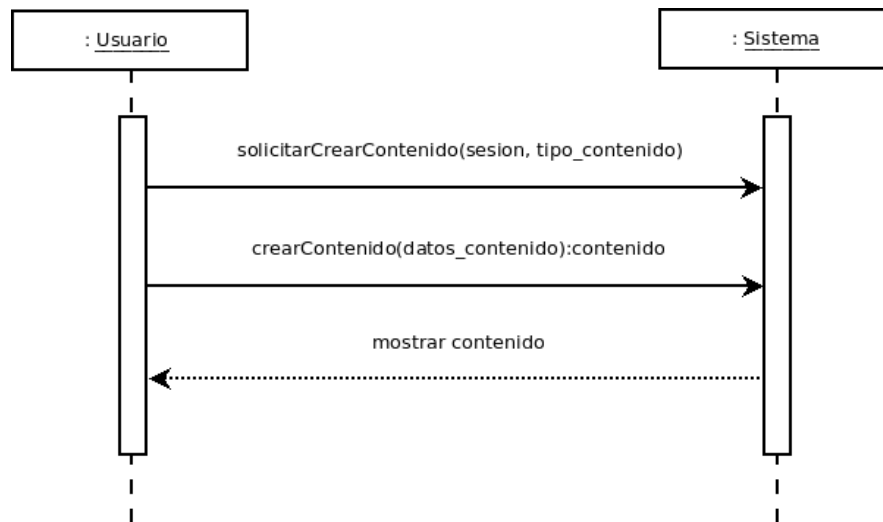 : Usuario
: Sistema
solicitarCrearContenido(sesion, tipo_contenido)
crearContenido(datos_contenido):contenido
mostrar contenido